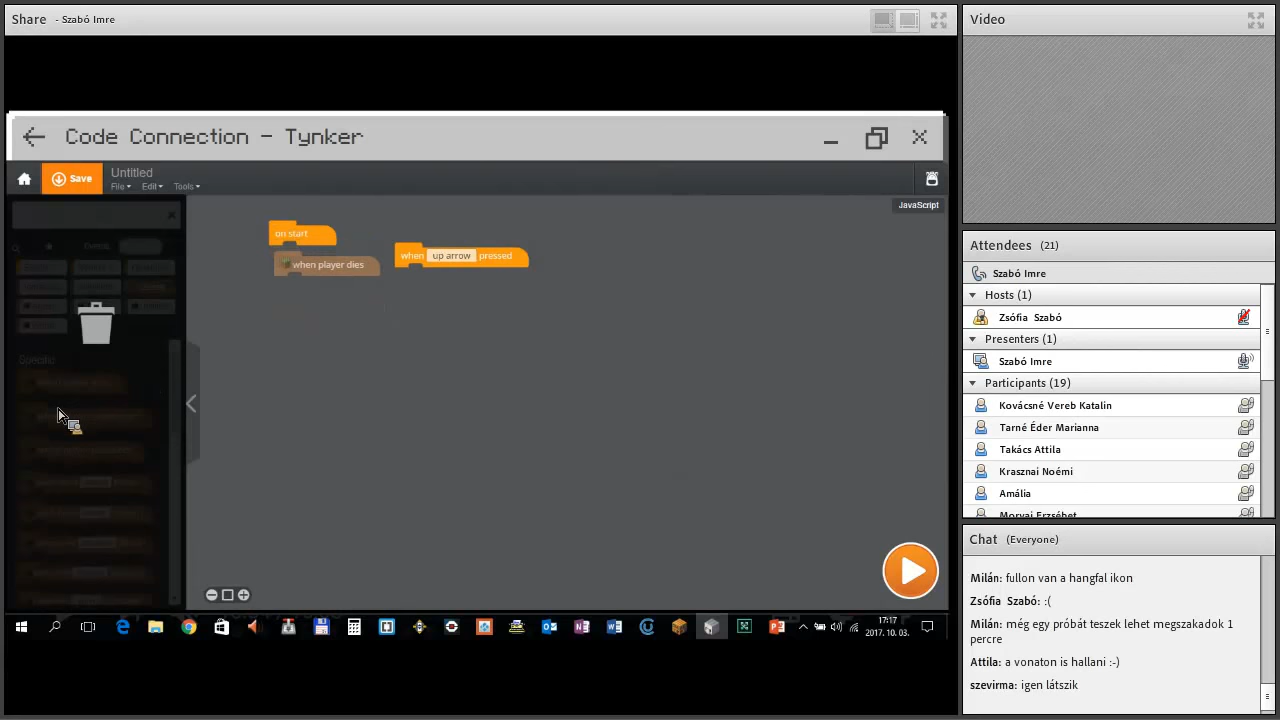 Share - Szabó Imre
Code Connection - Tynker
Save
Untitled
File Edit Tools
JavaScript
on start
when player dies
when up arrow pressed
17:17
2017. 10. 03.
Video
Attendees (21)
Szabó Imre
Hosts (1)
Zsófia Szabó
Presenters (1)
Szabó Imre
Participants (19)
Kovácsné Vereb Katalin
Tarné Éder Marianna
Takács Attila
Krasznai Noémi
Amália
Morvai Erzsébet
Chat (Everyone)
Milán: fullon van a hangfal ikon
Zsófia Szabó: :(
Milán: még egy próbát teszek lehet megszakadok 1
percre
Attila: a vonaton is hallani :-)
szevirma: igen látszik